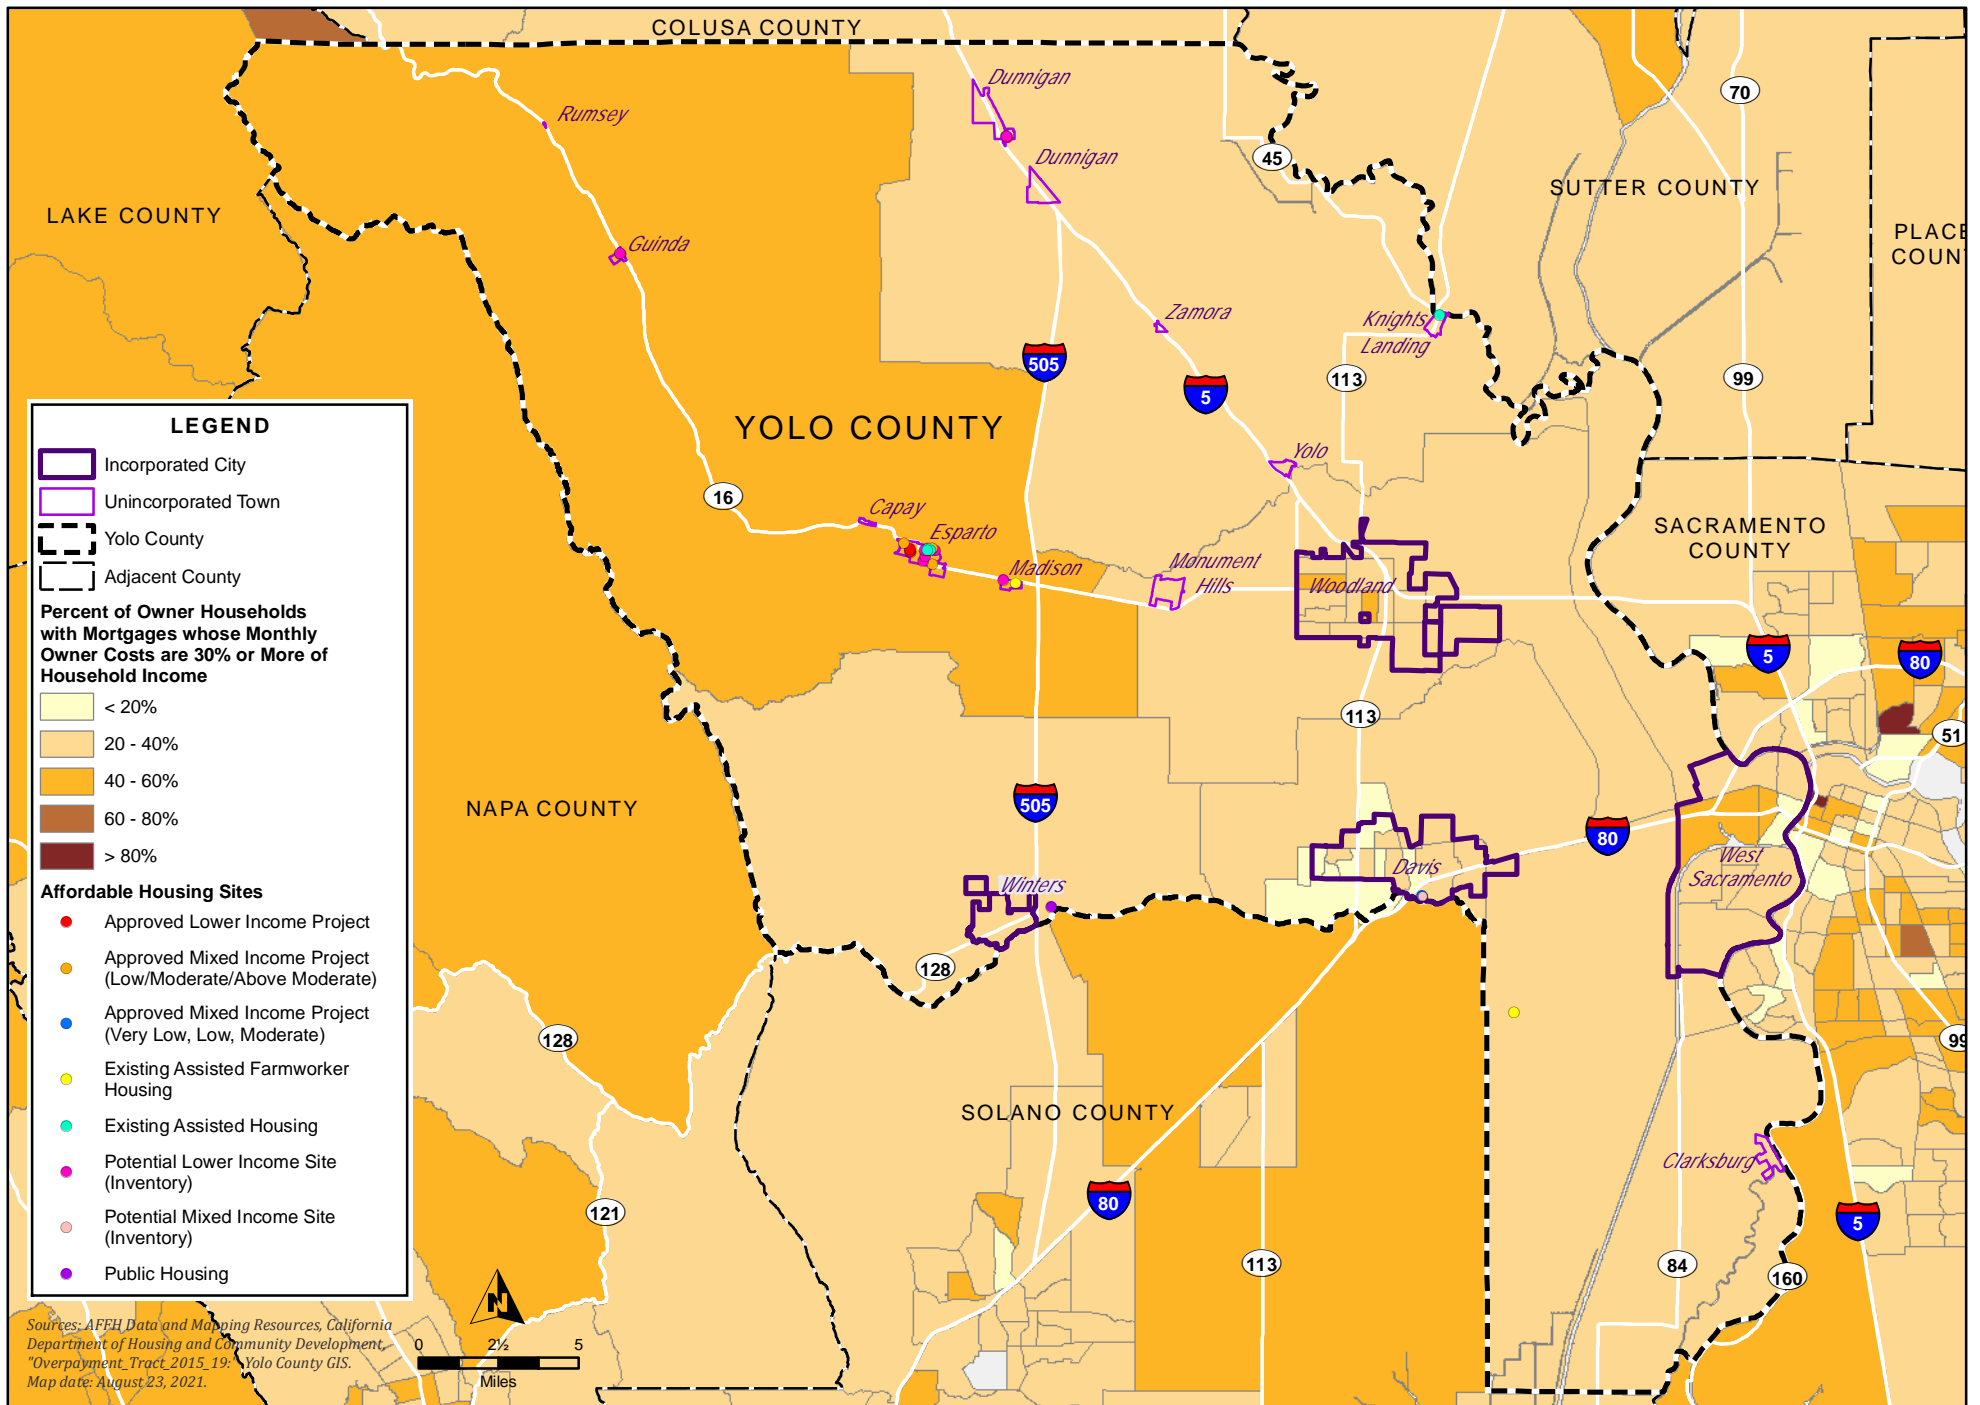 COLUSA COUNTY
Dunnigan
70
Rumsey
Dunnigan
45
SUTTER COUNTY
LAKE COUNTY
Guinda
PLACE
COUN
Zamora
Knights
Landing
505
113
99
5
YOLO COUNTY
Yolo
16
Capay
Esparto
SACRAMENTO
COUNTY
Madison
Monument
Hills
Woodland
5
80
113
51
NAPA COUNTY
505
80
Davis
West
Sacramento
Winters
128
128
99
SOLANO COUNTY
Clarksburg
80
121
5
113
84
160
LEGEND
Incorporated City
Unincorporated Town
Yolo County
Adjacent County
Percent of Owner Households
with Mortgages whose Monthly
Owner Costs are 30% or More of
Household Income
< 20%
20 - 40%
40 - 60%
60 - 80%
> 80%
Affordable Housing Sites
Approved Lower Income Project
Approved Mixed Income Project
(Low/Moderate/Above Moderate)
Approved Mixed Income Project
(Very Low, Low, Moderate)
Existing Assisted Farmworker
Housing
Existing Assisted Housing
Potential Lower Income Site
(Inventory)
Potential Mixed Income Site
(Inventory)
Public Housing
N
0 2½ 5
Miles
Sources: AFFH Data and Mapping Resources, California
Department of Housing and Community Development,
"Overpayment_Tract_2015_19:" Yolo County GIS.
Map date: August 23, 2021.